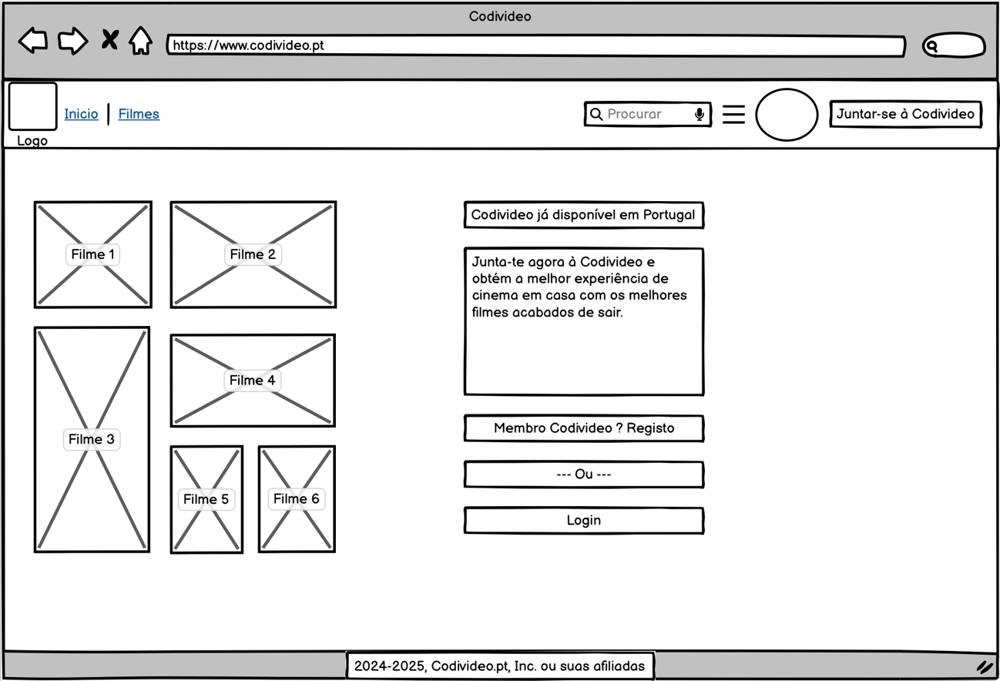 Codivideo
https://www.codivideo.pt
Logo
Inicio | Filmes
Procurar
Juntar-se à Codivideo
Filme 1
Filme 2
Filme 3
Filme 4
Filme 5
Filme 6
Codivideo já disponível em Portugal
Junta-te agora à Codivideo e
obtém a melhor experiência de
cinema em casa com os melhores
filmes acabados de sair.
Membro Codivideo ? Registo
--- Ou ---
Login
2024-2025, Codivideo.pt, Inc. ou suas afiliadas